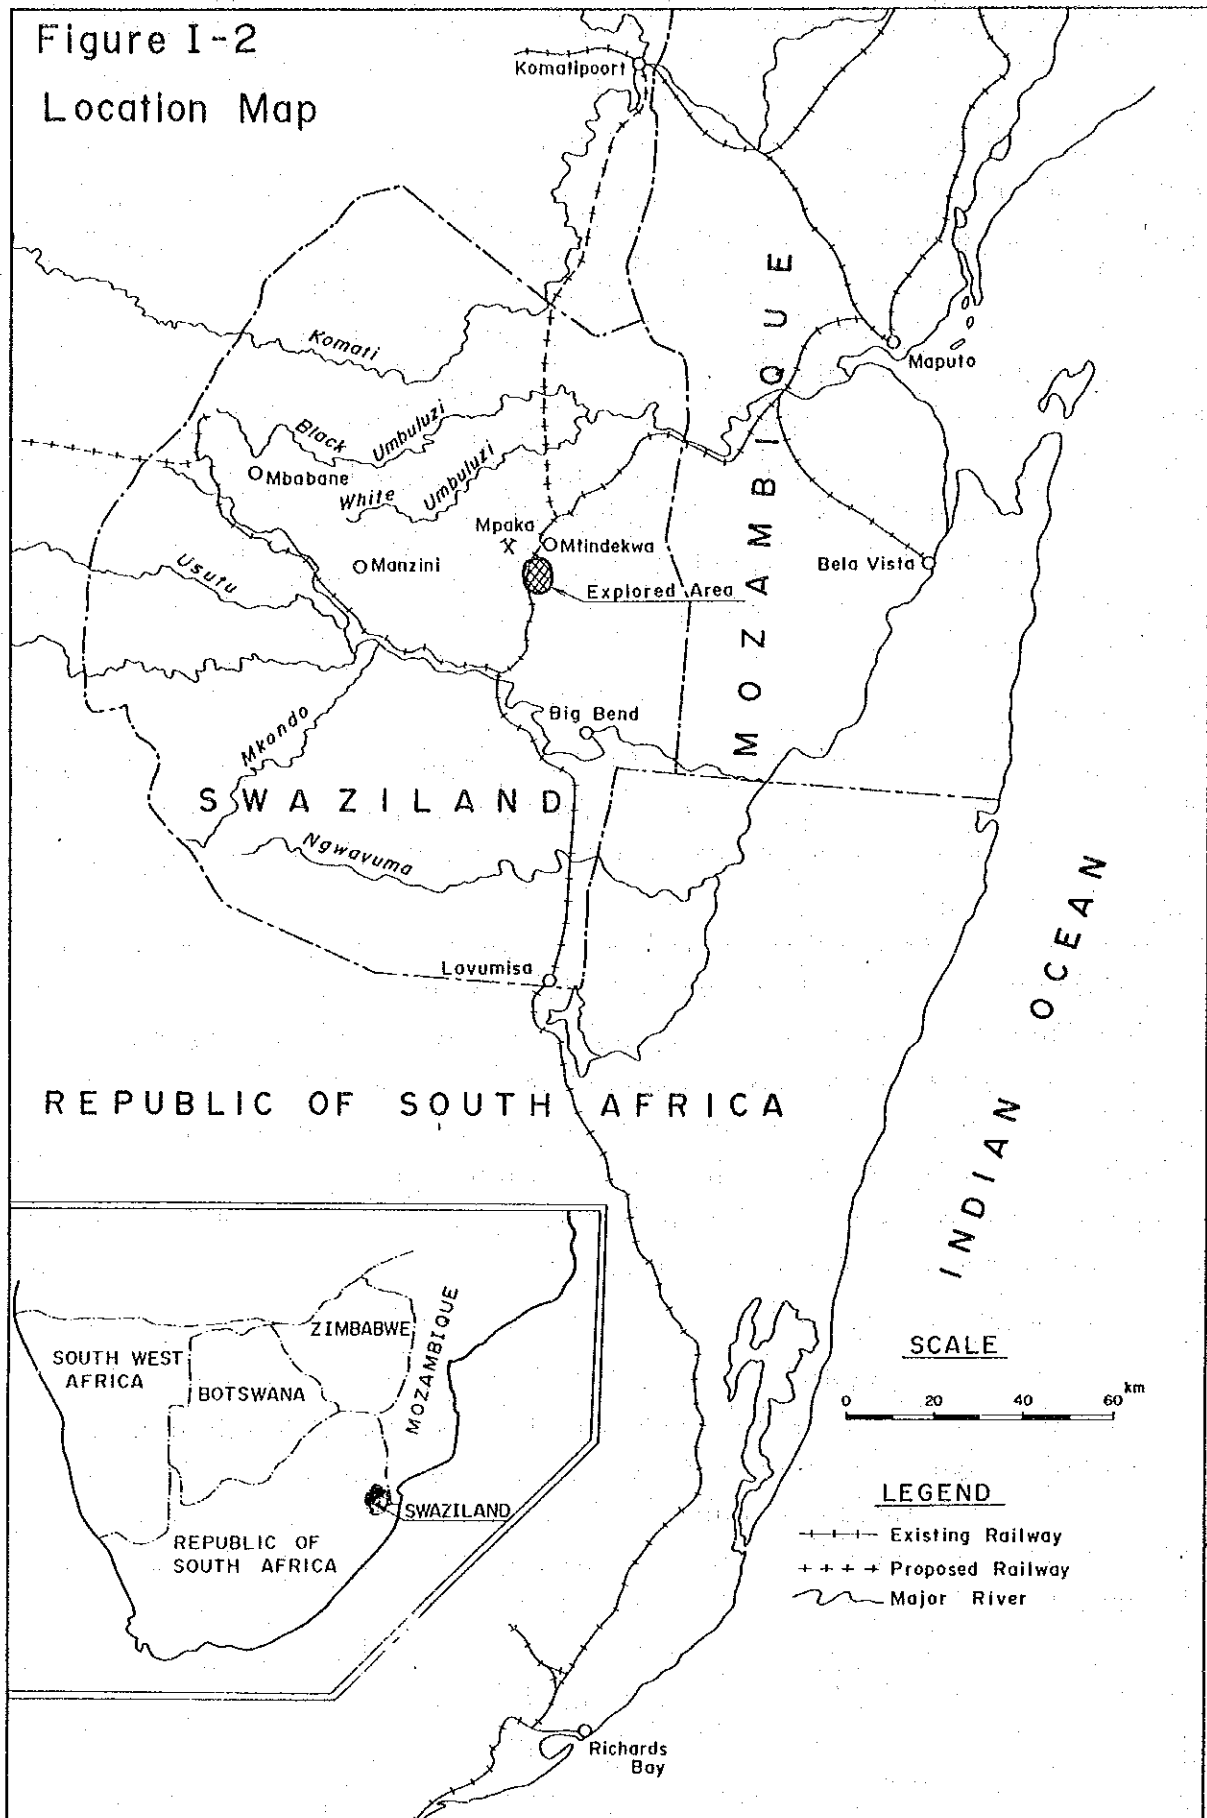 Figure I-2
Location Map
Komatipoort
MOZAMBIQUE
Komati
Maputo
Black Umbuluzi
Mbabane
White Umbuluzi
Mpaka
Mtindekwa
Manzini
Bela Vista
Usutu
Explored Area
Big Bend
Mkondo
SWAZILAND
Ngwavuma
INDIAN OCEAN
Lavumisa
REPUBLIC OF SOUTH AFRICA
ZIMBABWE
MOZAMBIQUE
SOUTH WEST
AFRICA
BOTSWANA
SWAZILAND
REPUBLIC OF
SOUTH AFRICA
SCALE
0 20 40 60 km
LEGEND
Existing Railway
Proposed Railway
Major River
Richards
Bay